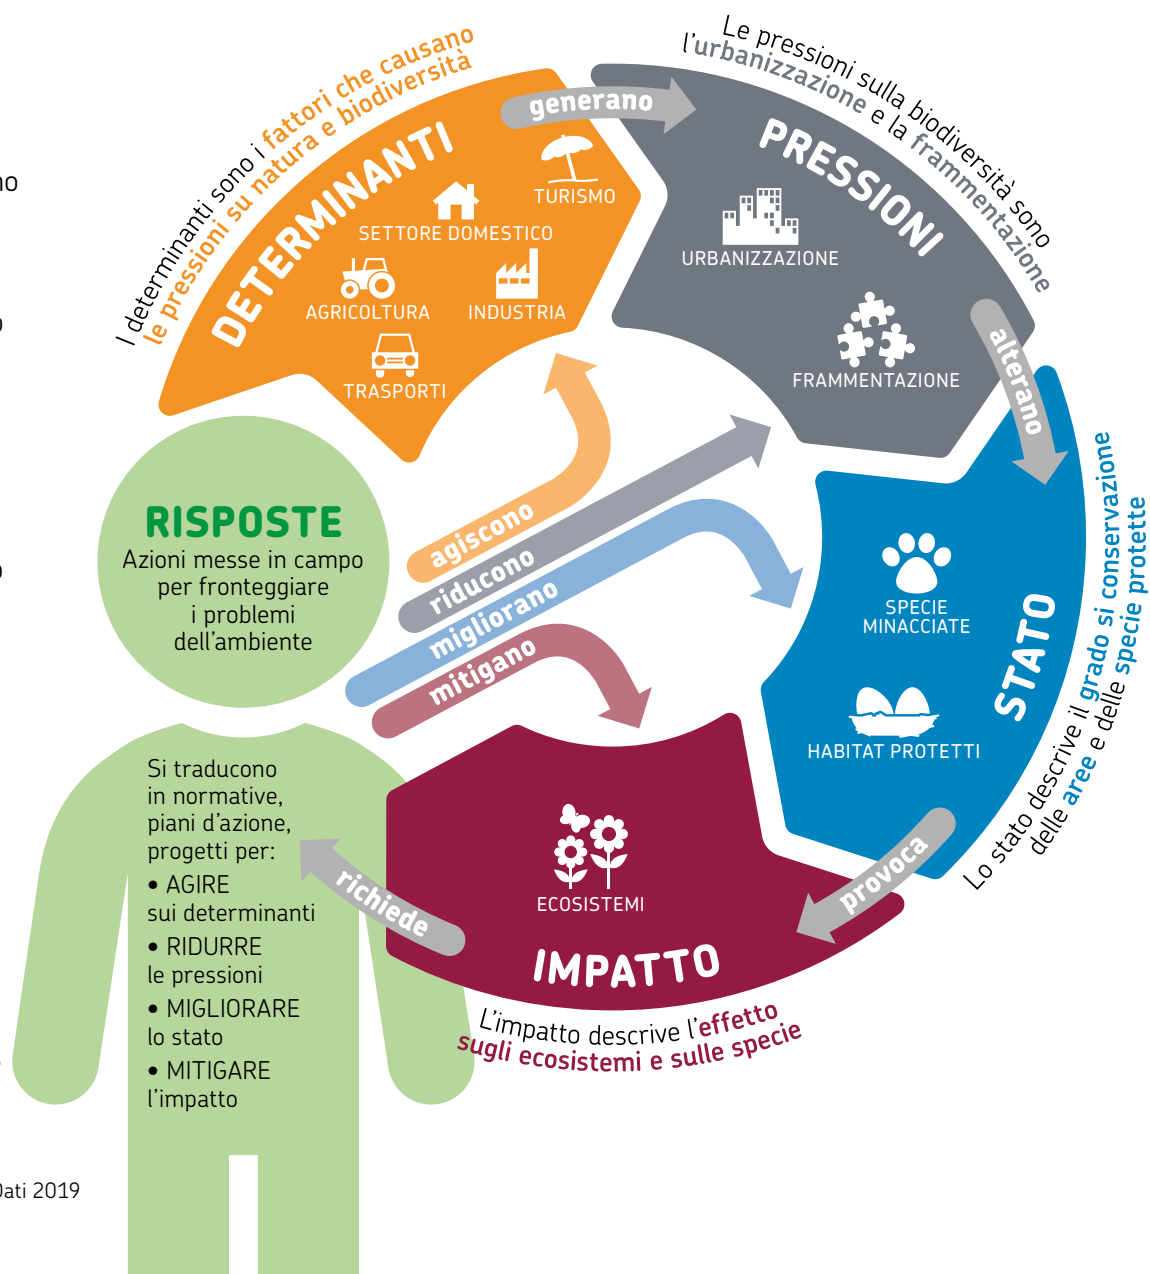 I determinanti sono i fattori che causano
le pressioni su natura e biodiversità
DETERMINANTI
TURISMO
SETTORE DOMESTICO
AGRICOLTURA
INDUSTRIA
TRASPORTI
generano
Le pressioni sulla biodiversità sono
l'urbanizzazione e la frammentazione
PRESSIONI
URBANIZZAZIONE
FRAMMENTAZIONE
alterano
STATO
SPECIE
MINACCIATE
HABITAT PROTETTI
Lo stato descrive il grado si conservazione
delle aree e delle specie protette
provoca
ECOSISTEMI
IMPATTO
L'impatto descrive l'effetto
sugli ecosistemi e sulle specie
richiede
RISPOSTE
Azioni messe in campo
per fronteggiare
i problemi
dell'ambiente
agiscono
riducono
migliorano
mitigano
Si traducono
in normative,
piani d'azione,
progetti per:
• AGIRE
sui determinanti
• RIDURRE
le pressioni
• MIGLIORARE
lo stato
• MITIGARE
l'impatto
Dati 2019